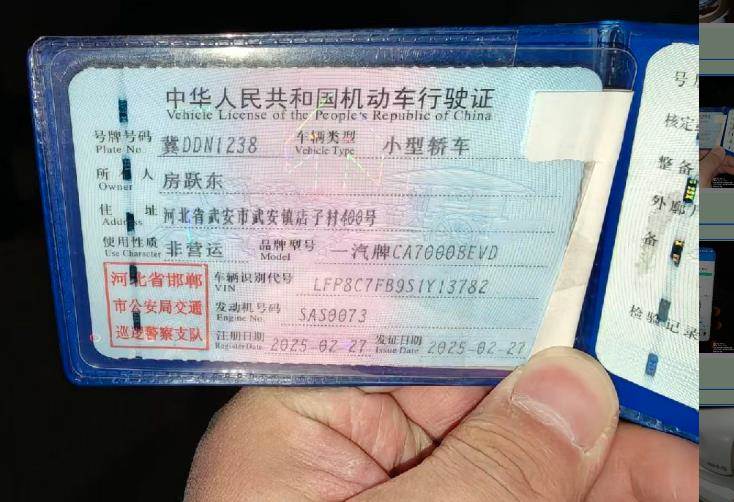 中华人民共和国机动车行驶证
Vehicle License of the People's Republic of China
号牌号码 冀DDN1238 车辆类型 小型轿车
Plate No. Vehicle Type
所 人 房跃东
Owner
住 址 河北省武安市武安镇店子村400号
Address
使用性质 非营运 品牌型号 一汽牌CA7000BEVD
Use Character Model
河北省邯郸
市公安局交通
巡逻警察支队
车辆识别代号 LFP8C7FB9S1Y13782
VIN
发动机号码 SAS0073
Engine No.
注册日期 2025-02-27 发证日期 2025-02-27
Register Date Issue Date
号
核定
整备
外廓
备
检验记录